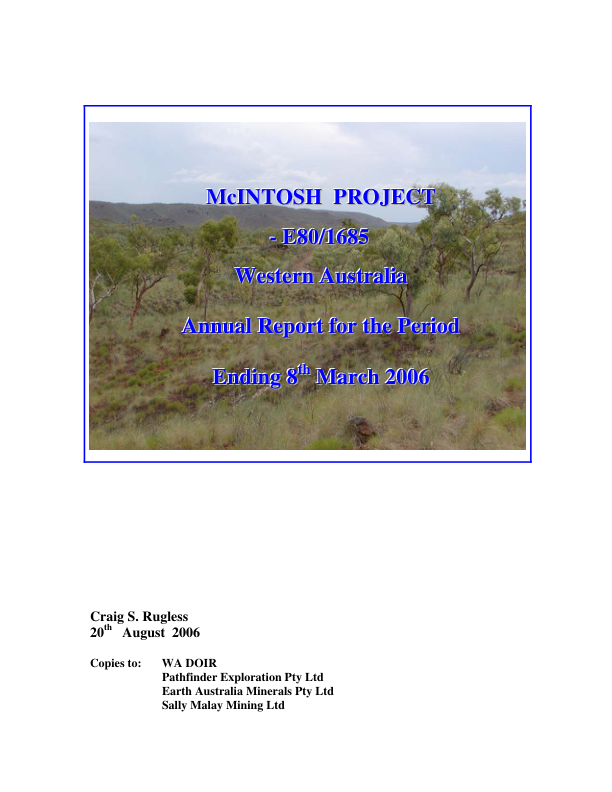 McINTOSH PROJECT
- E80/1685
Western Australia
Annual Report for the Period
Ending 8th March 2006
Craig S. Rugless
20th August 2006
Copies to: WA DOIR
Pathfinder Exploration Pty Ltd
Earth Australia Minerals Pty Ltd
Sally Malay Mining Ltd